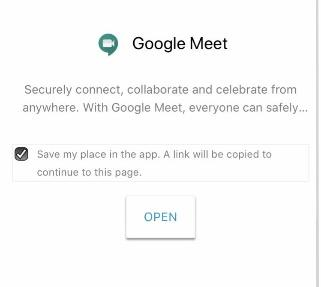 Google Meet
Securely connect, collaborate and celebrate from
anywhere. With Google Meet, everyone can safely...
Save my place in the app. A link will be copied to
continue to this page.
OPEN